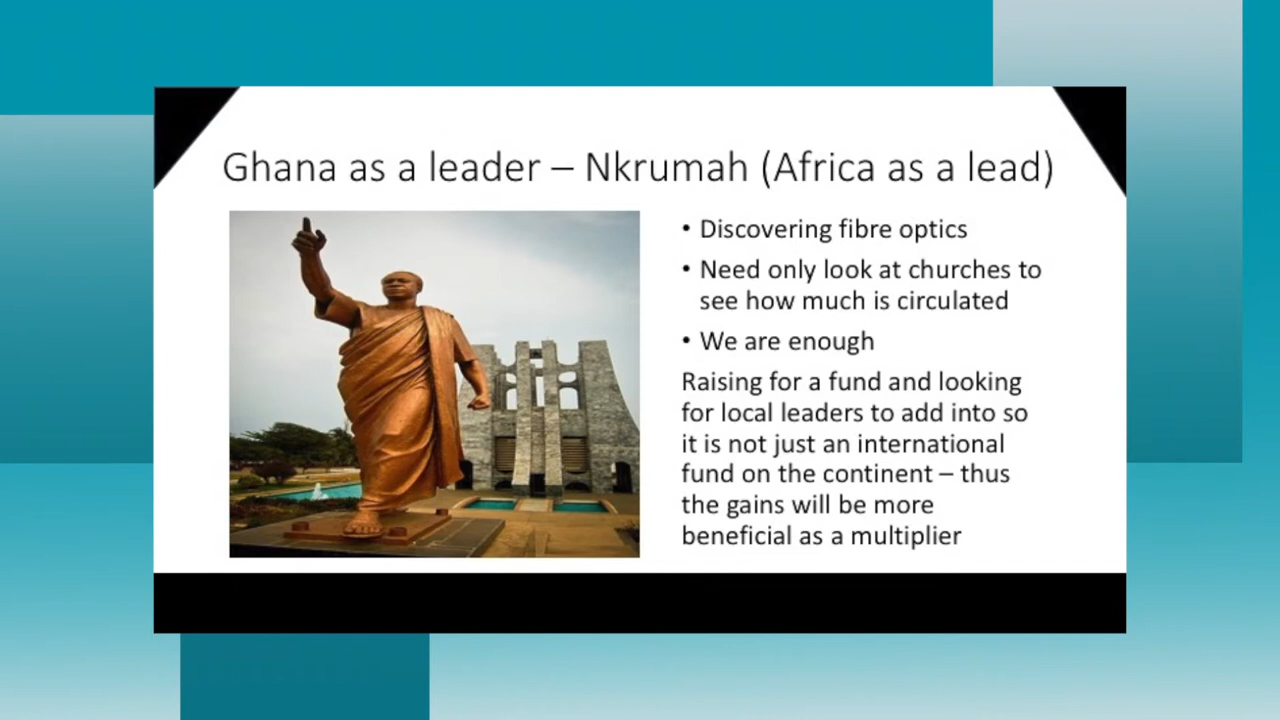 Ghana as a leader – Nkrumah (Africa as a lead)
• Discovering fibre optics
• Need only look at churches to
see how much is circulated
• We are enough
Raising for a fund and looking
for local leaders to add into so
it is not just an international
fund on the continent – thus
the gains will be more
beneficial as a multiplier